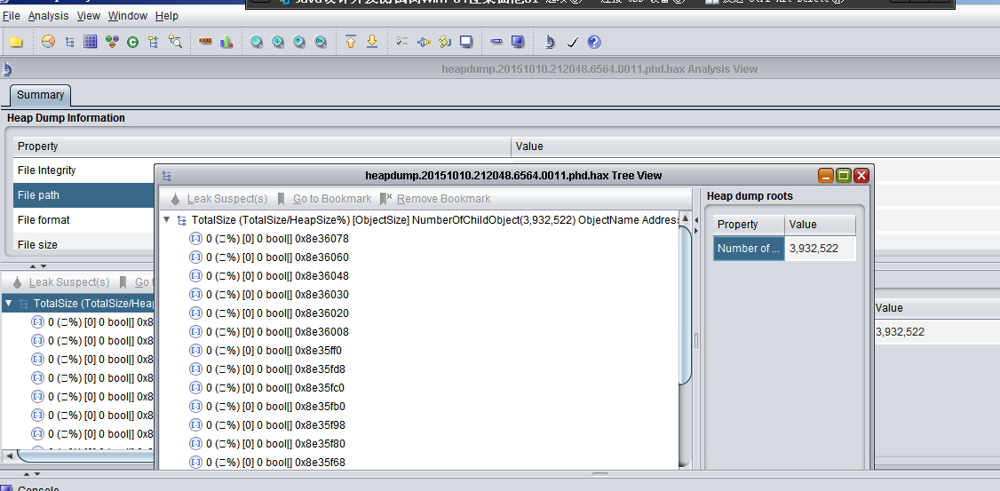 File Analysis View Window Help
heapdump.20151010.212048.6564.0011.phd.hax Analysis View
Summary
Heap Dump Information
Property Value
File Integrity
File path
File format
File size
heapdump.20151010.212048.6564.0011.phd.hax Tree View
Leak Suspect(s) Go to Bookmark Remove Bookmark
TotalSize (TotalSize/HeapSize%) [ObjectSize] NumberOfChildObject(3,932,522) ObjectName Address
0 (□%) [0] 0 bool[] 0x8e36078
0 (□%) [0] 0 bool[] 0x8e36060
0 (□%) [0] 0 bool[] 0x8e36048
0 (□%) [0] 0 bool[] 0x8e36030
0 (□%) [0] 0 bool[] 0x8e36020
0 (□%) [0] 0 bool[] 0x8e36008
0 (□%) [0] 0 bool[] 0x8e35ff0
0 (□%) [0] 0 bool[] 0x8e35fd8
0 (□%) [0] 0 bool[] 0x8e35fc0
0 (□%) [0] 0 bool[] 0x8e35fb0
0 (□%) [0] 0 bool[] 0x8e35f98
0 (□%) [0] 0 bool[] 0x8e35f80
0 (□%) [0] 0 bool[] 0x8e35f68
Heap dump roots
Property Value
Number of ... 3,932,522
Leak Suspect(s) Go t
TotalSize (TotalSize/Heap
0 (□%) [0] 0 bool[] 0x8
0 (□%) [0] 0 bool[] 0x8
0 (□%) [0] 0 bool[] 0x8
0 (□%) [0] 0 bool[] 0x8
0 (□%) [0] 0 bool[] 0x8
0 (□%) [0] 0 bool[] 0x8
0 (□%) [0] 0 bool[] 0x8
Value
3,932,522
Console